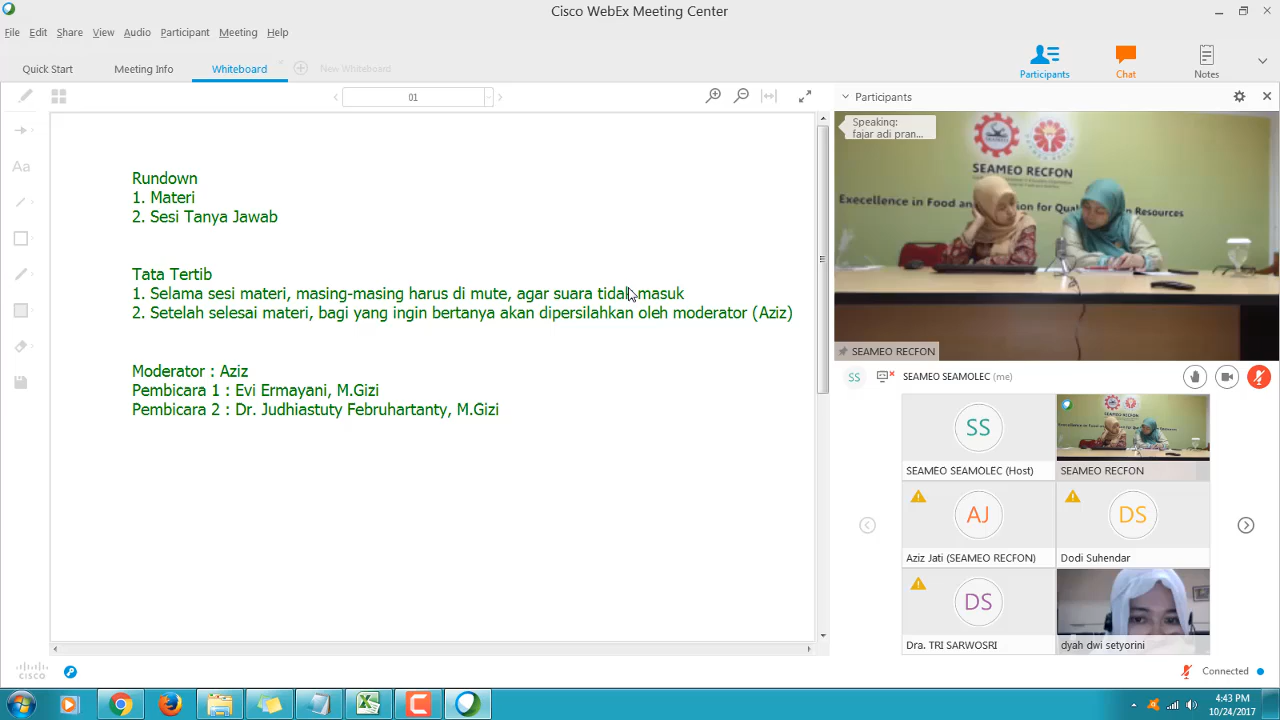 Cisco WebEx Meeting Center
File Edit Share View Audio Participant Meeting Help
Quick Start Meeting Info Whiteboard New Whiteboard
Participants Chat Notes
01
Rundown
1. Materi
2. Sesi Tanya Jawab
Tata Tertib
1. Selama sesi materi, masing-masing harus di mute, agar suara tidak masuk
2. Setelah selesai materi, bagi yang ingin bertanya akan dipersilahkan oleh moderator (Aziz)
Moderator : Aziz
Pembicara 1 : Evi Ermayani, M.Gizi
Pembicara 2 : Dr. Judhiastuty Februhartanty, M.Gizi
Participants
Speaking:
fajar adi pran...
SEAMEO RECFON
Execellence in Food and
ion for Qua
Resources
SEAMEO RECFON
SS SEAMEO SEAMOLEC (me)
SS
SEAMEO SEAMOLEC (Host)
SEAMEO RECFON
AJ
Aziz Jati (SEAMEO RECFON)
DS
Dodi Suhendar
DS
Dra. TRI SARWOSRI
dyah dwi setyorini
Aa
cisco
Connected
4:43 PM
10/24/2017